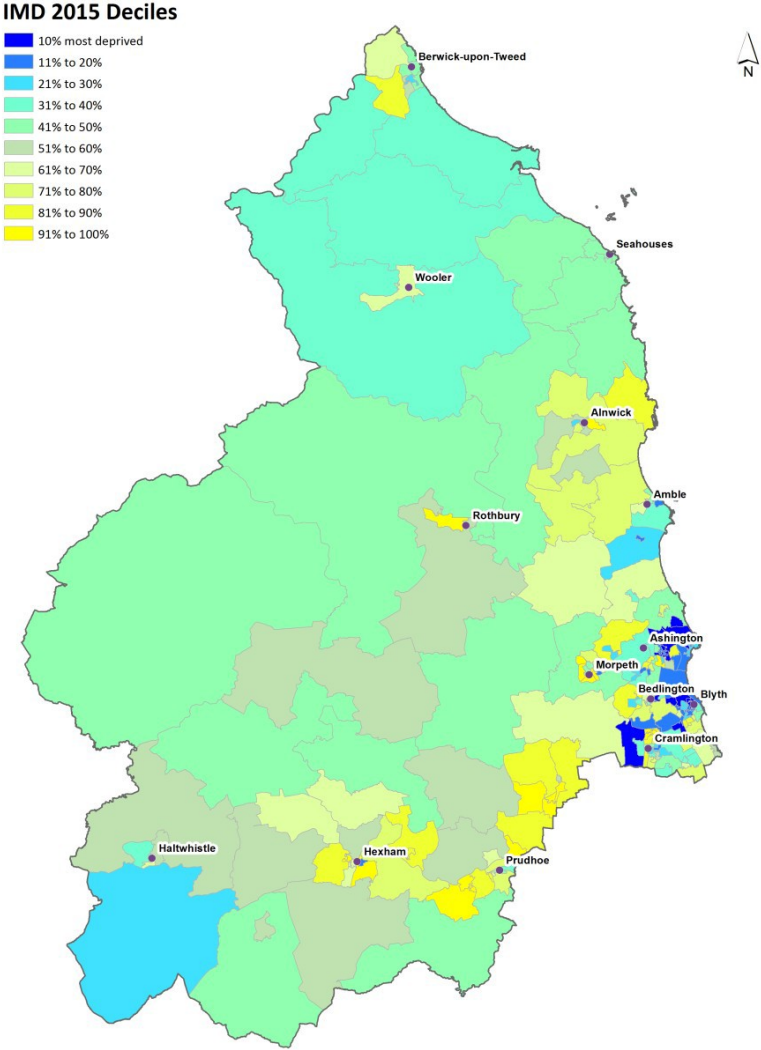 IMD 2015 Deciles
10% most deprived
11% to 20%
21% to 30%
31% to 40%
41% to 50%
51% to 60%
61% to 70%
71% to 80%
81% to 90%
91% to 100%
N
Berwick-upon-Tweed
Seahouses
Wooler
Alnwick
Amble
Rothbury
Ashington
Morpeth
Bedlington
Blyth
Cramlington
Haltwhistle
Hexham
Prudhoe